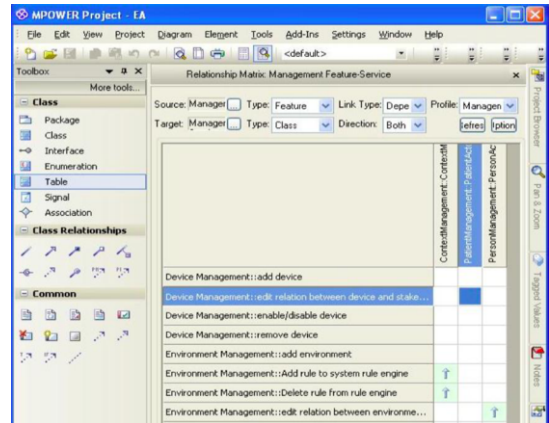 MPOWER Project - EA
File Edit View Project Diagram Element Tools Add-Ins Settings Window Help
<default>
Toolbox
More tools...
Class
Package
Class
Interface
Enumeration
Table
Signal
Association
Class Relationships
Common
Relationship Matrix: Management Feature-Service
Source: Manager ... Type: Feature Link Type: Depe Profile: Managen
Target: Manager ... Type: Class Direction: Both Refres Option
ContextManagement::ContextM
PatientManagement::PatientActi
PersonManagement::PersonAc
Device Management::add device
Device Management::edit relation between device and stake...
Device Management::enable/disable device
Device Management::remove device
Environment Management::add environment
Environment Management::Add rule to system rule engine
Environment Management::Delete rule from rule engine
Environment Management::edit relation between environme...
Project Browser
Pan & Zoom
Tagged Values
Notes